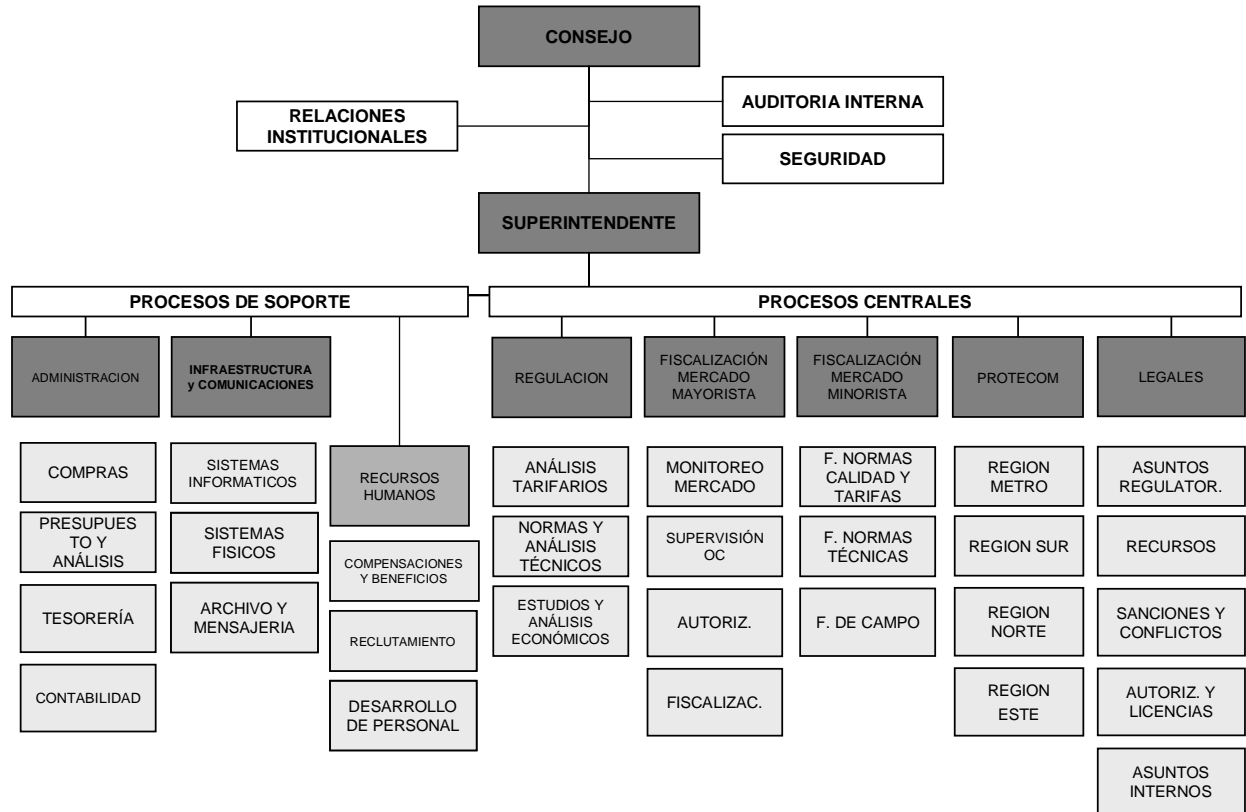 CONSEJO
AUDITORIA INTERNA
RELACIONES
INSTITUCIONALES
SEGURIDAD
SUPERINTENDENTE
PROCESOS DE SOPORTE
PROCESOS CENTRALES
ADMINISTRACION
INFRAESTRUCTURA
y COMUNICACIONES
REGULACION
FISCALIZACIÓN
MERCADO
MAYORISTA
FISCALIZACIÓN
MERCADO
MINORISTA
PROTECOM
LEGALES
COMPRAS
PRESUPUES
TO Y
ANÁLISIS
TESORERÍA
CONTABILIDAD
SISTEMAS
INFORMATICOS
SISTEMAS
FISICOS
ARCHIVO Y
MENSAJERIA
RECURSOS
HUMANOS
COMPENSACIONES
Y BENEFICIOS
RECLUTAMIENTO
DESARROLLO
DE PERSONAL
ANÁLISIS
TARIFARIOS
NORMAS Y
ANÁLISIS
TÉCNICOS
ESTUDIOS Y
ANÁLISIS
ECONÓMICOS
MONITOREO
MERCADO
SUPERVISIÓN
OC
AUTORIZ.
FISCALIZAC.
F. NORMAS
CALIDAD Y
TARIFAS
F. NORMAS
TÉCNICAS
F. DE CAMPO
REGION
METRO
REGION SUR
REGION
NORTE
REGION
ESTE
ASUNTOS
REGULATOR.
RECURSOS
SANCIONES Y
CONFLICTOS
AUTORIZ. Y
LICENCIAS
ASUNTOS
INTERNOS